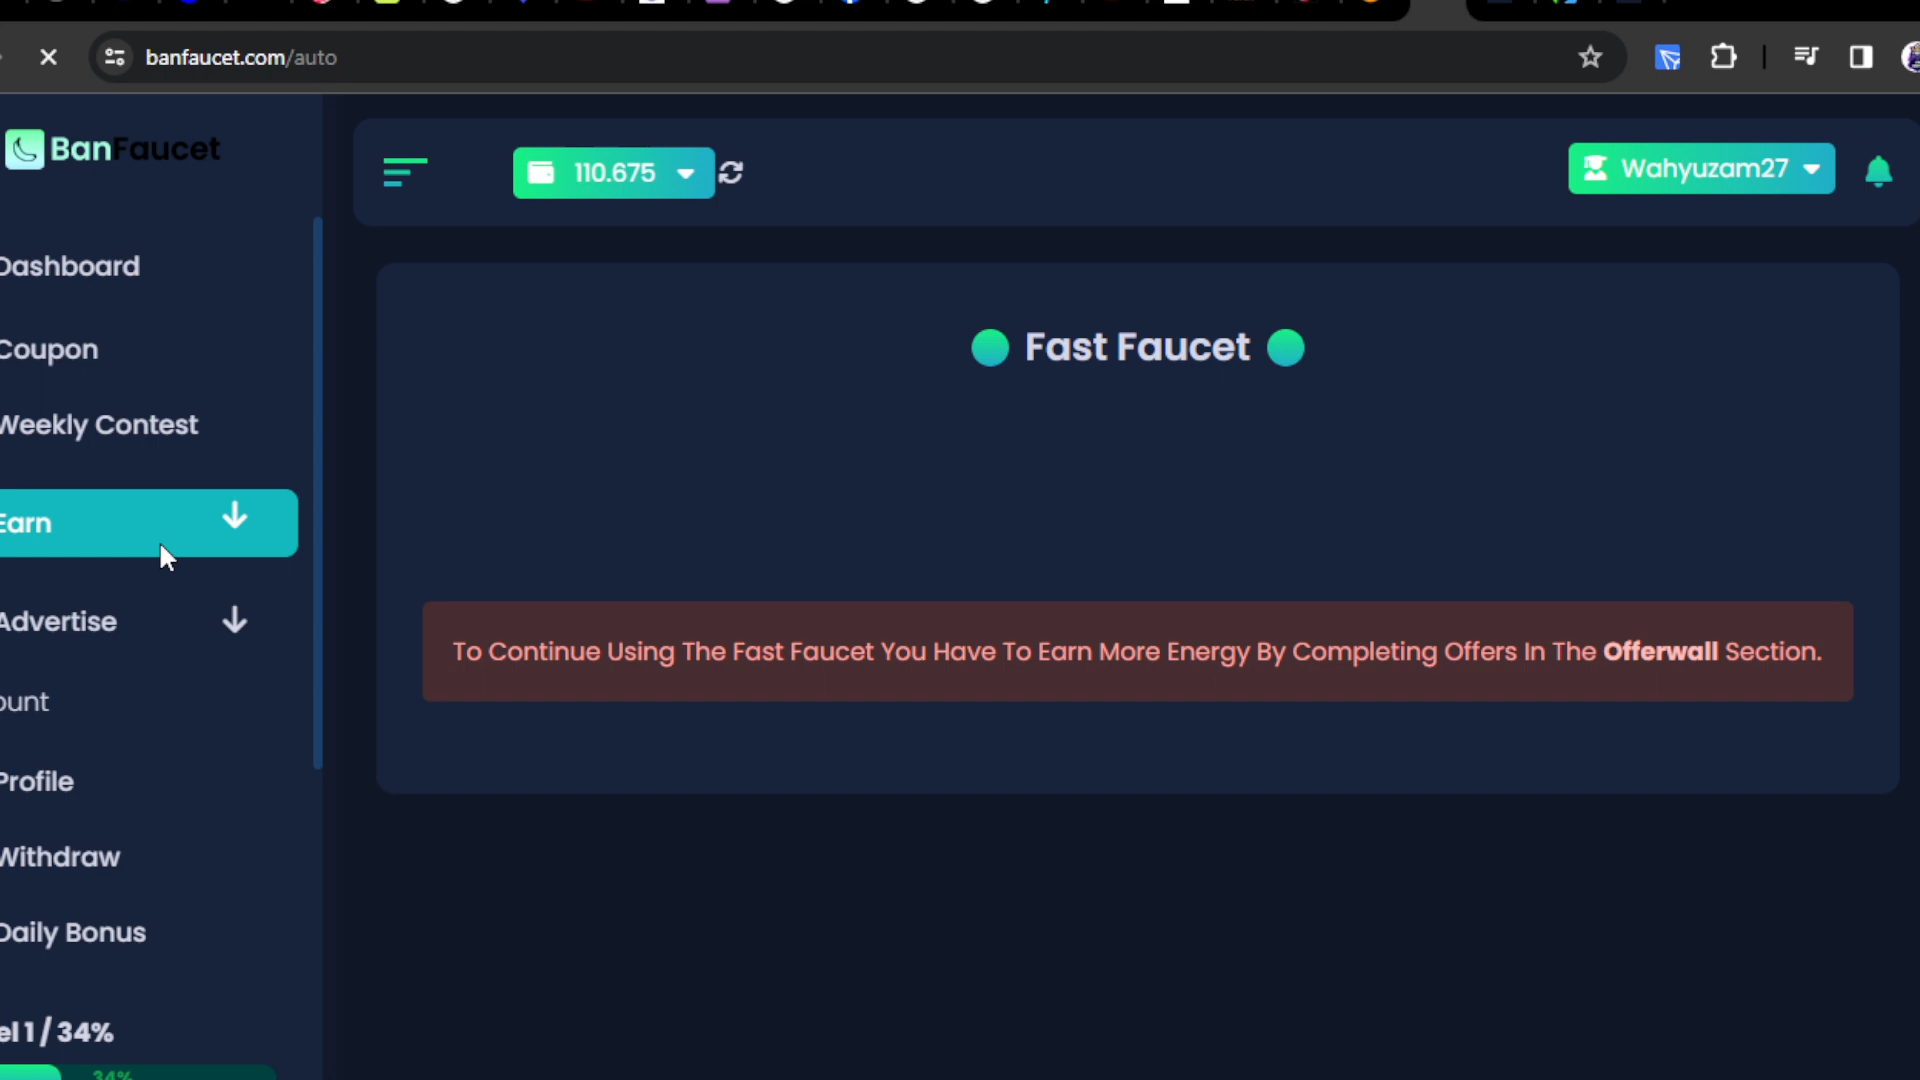 banfaucet.com/auto
BanFaucet
110.675
Wahyuzam27
Dashboard
Coupon
Weekly Contest
Earn
Advertise
ount
Profile
Withdraw
Daily Bonus
el 1 / 34%
34%
Fast Faucet
To Continue Using The Fast Faucet You Have To Earn More Energy By Completing Offers In The Offerwall Section.